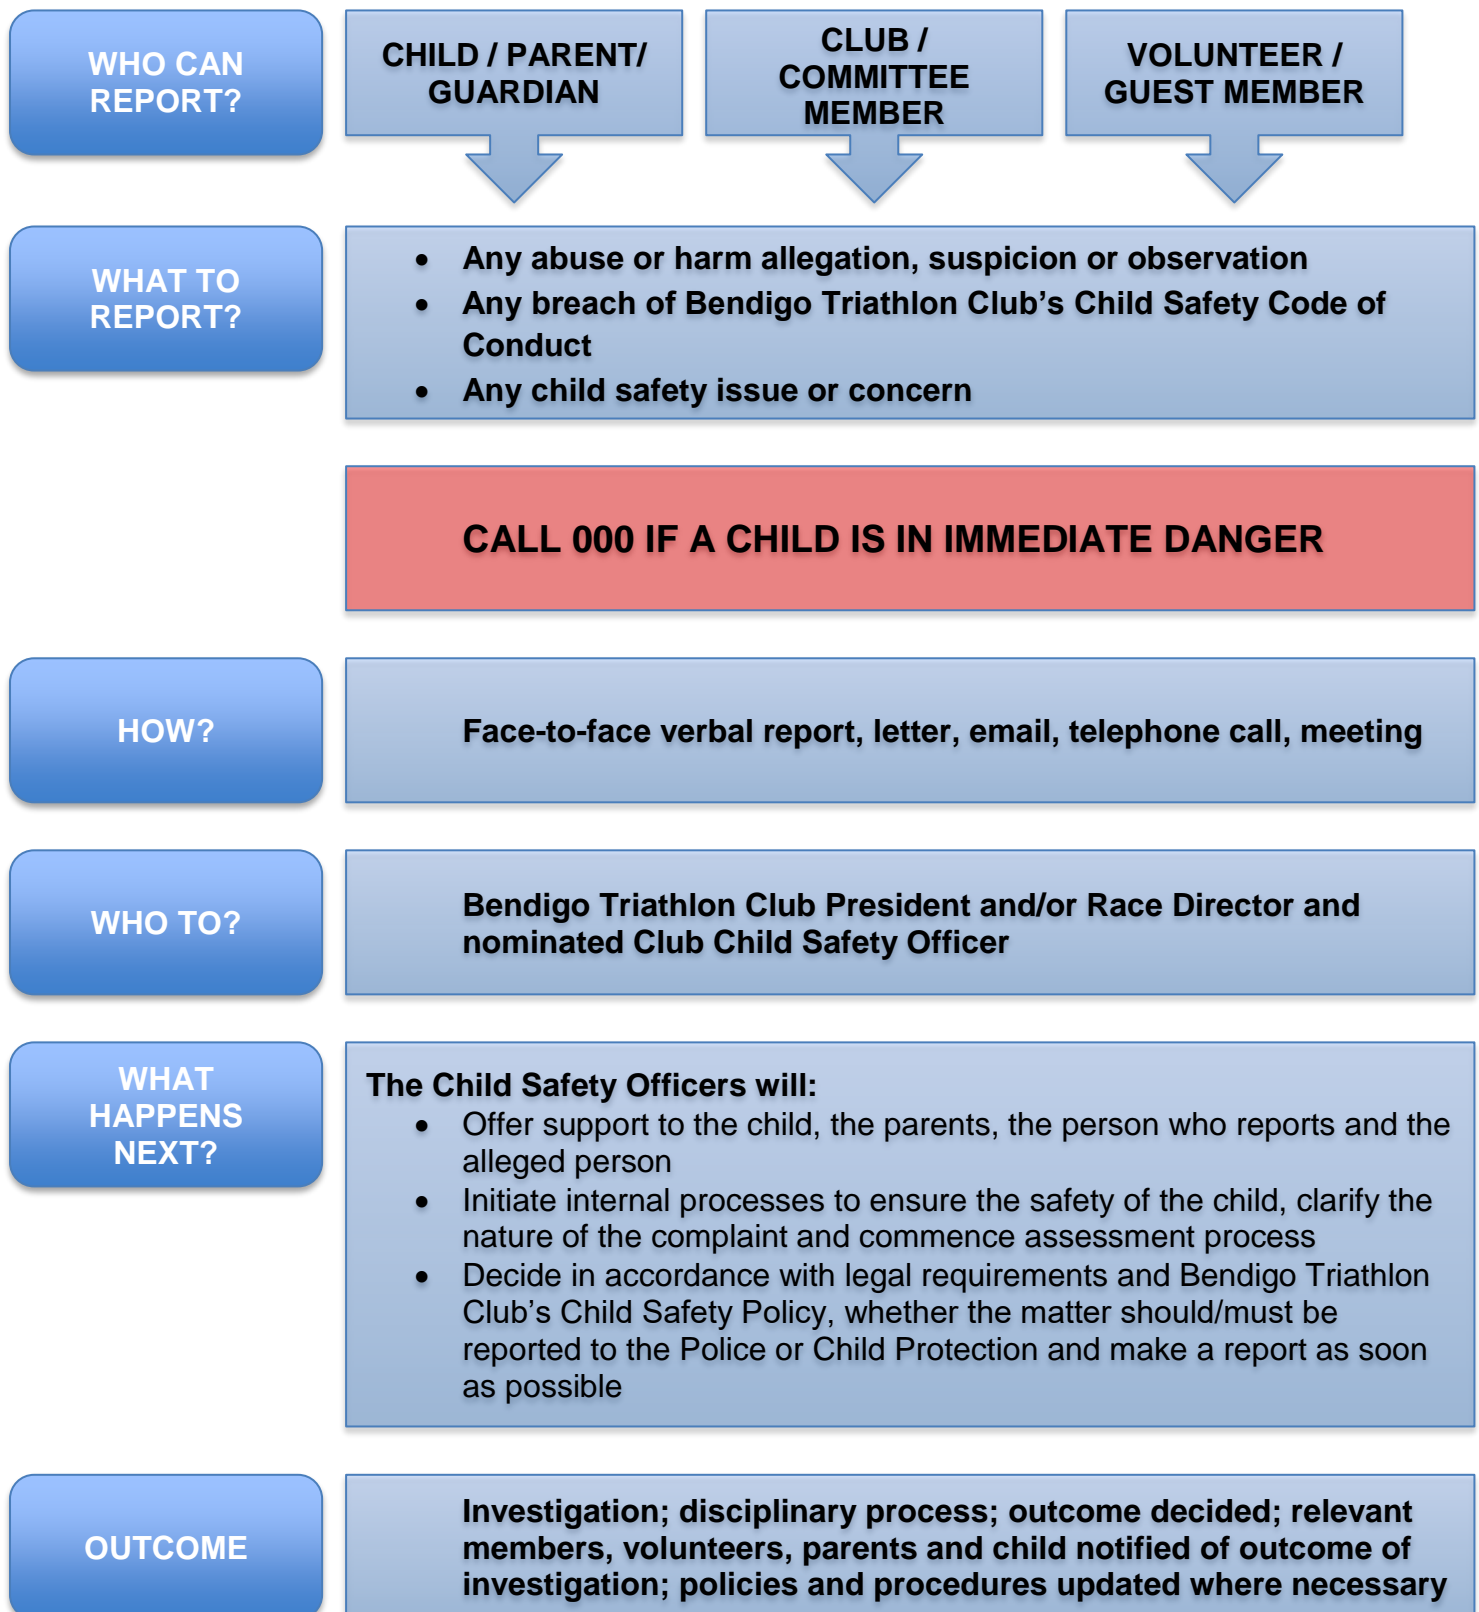 WHO CAN
REPORT?
CHILD / PARENT/
GUARDIAN
CLUB /
COMMITTEE
MEMBER
VOLUNTEER /
GUEST MEMBER
WHAT TO
REPORT?
• Any abuse or harm allegation, suspicion or observation
• Any breach of Bendigo Triathlon Club’s Child Safety Code of
Conduct
• Any child safety issue or concern
CALL 000 IF A CHILD IS IN IMMEDIATE DANGER
HOW?
Face-to-face verbal report, letter, email, telephone call, meeting
WHO TO?
Bendigo Triathlon Club President and/or Race Director and
nominated Club Child Safety Officer
WHAT
HAPPENS
NEXT?
The Child Safety Officers will:
• Offer support to the child, the parents, the person who reports and the
alleged person
• Initiate internal processes to ensure the safety of the child, clarify the
nature of the complaint and commence assessment process
• Decide in accordance with legal requirements and Bendigo Triathlon
Club’s Child Safety Policy, whether the matter should/must be
reported to the Police or Child Protection and make a report as soon
as possible
OUTCOME
Investigation; disciplinary process; outcome decided; relevant
members, volunteers, parents and child notified of outcome of
investigation; policies and procedures updated where necessary